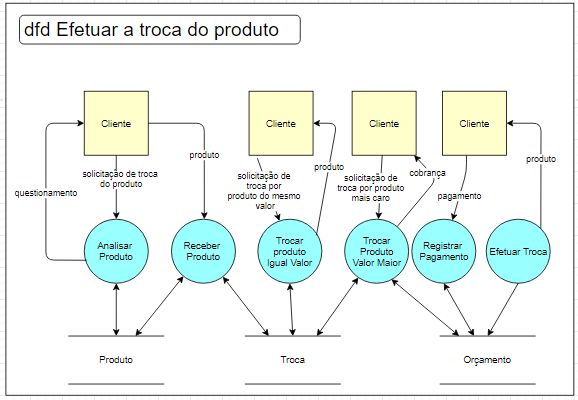 dfd Efetuar a troca do produto
Cliente
Cliente
Cliente
Cliente
solicitação de troca
do produto
produto
questionamento
solicitação de
troca por
produto do mesmo
valor
produto
solicitação de
troca por produto
mais caro
cobrança
pagamento
produto
Analisar
Produto
Receber
Produto
Trocar
produto
Igual Valor
Trocar
Produto
Valor Maior
Registrar
Pagamento
Efetuar Troca
Produto
Troca
Orçamento